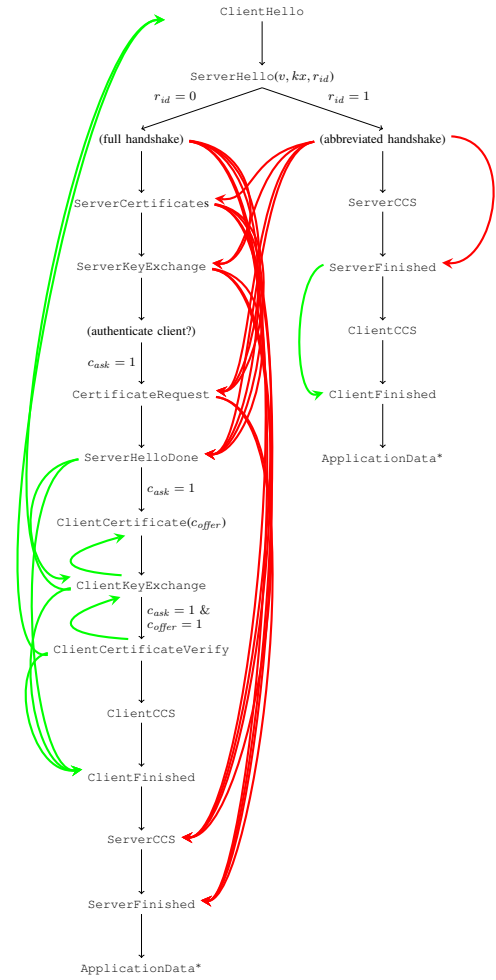 ClientHello
ServerHello(v, kx, r_id)
r_id = 0
r_id = 1
(full handshake)
(abbreviated handshake)
ServerCertificates
ServerCCS
ServerKeyExchange
ServerFinished
(authenticate client?)
ClientCCS
c_ask = 1
CertificateRequest
ClientFinished
ServerHelloDone
ApplicationData*
c_ask = 1
ClientCertificate(c_offer)
ClientKeyExchange
c_ask = 1 &
c_offer = 1
ClientCertificateVerify
ClientCCS
ClientFinished
ServerCCS
ServerFinished
ApplicationData*